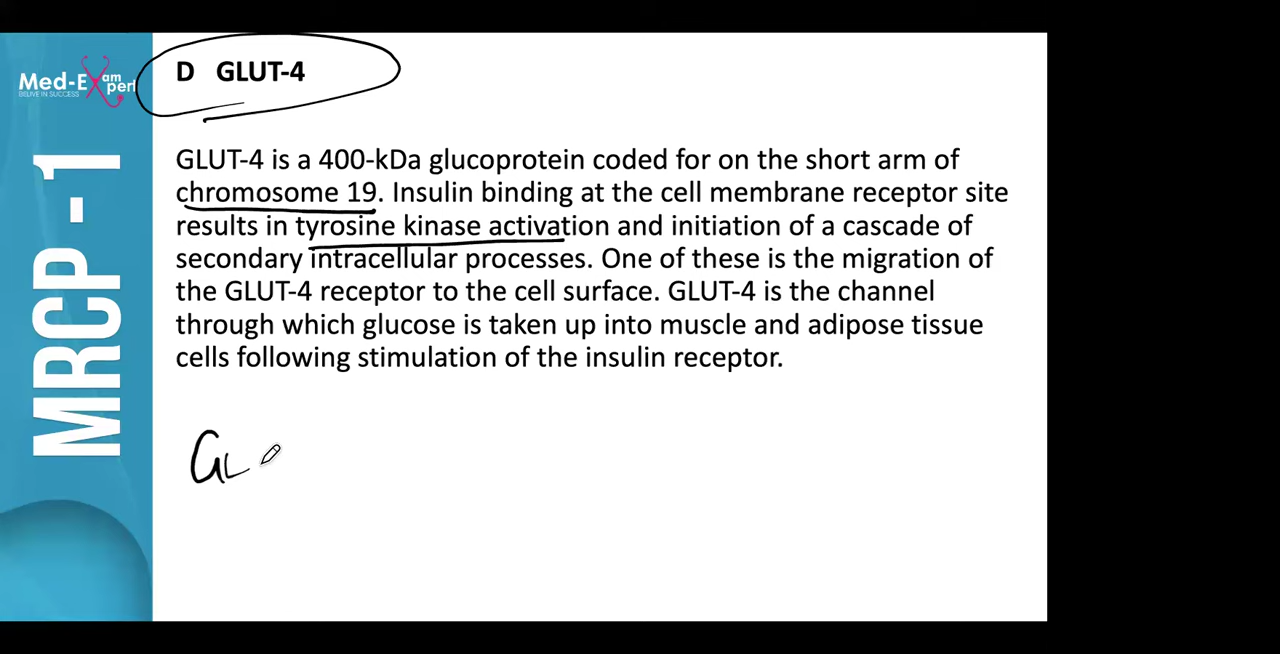 Med-Exam
xpert
BELIVE IN SUCCESS
MRCP -1
D GLUT-4
GLUT-4 is a 400-kDa glucoprotein coded for on the short arm of
chromosome 19. Insulin binding at the cell membrane receptor site
results in tyrosine kinase activation and initiation of a cascade of
secondary intracellular processes. One of these is the migration of
the GLUT-4 receptor to the cell surface. GLUT-4 is the channel
through which glucose is taken up into muscle and adipose tissue
cells following stimulation of the insulin receptor.
GL